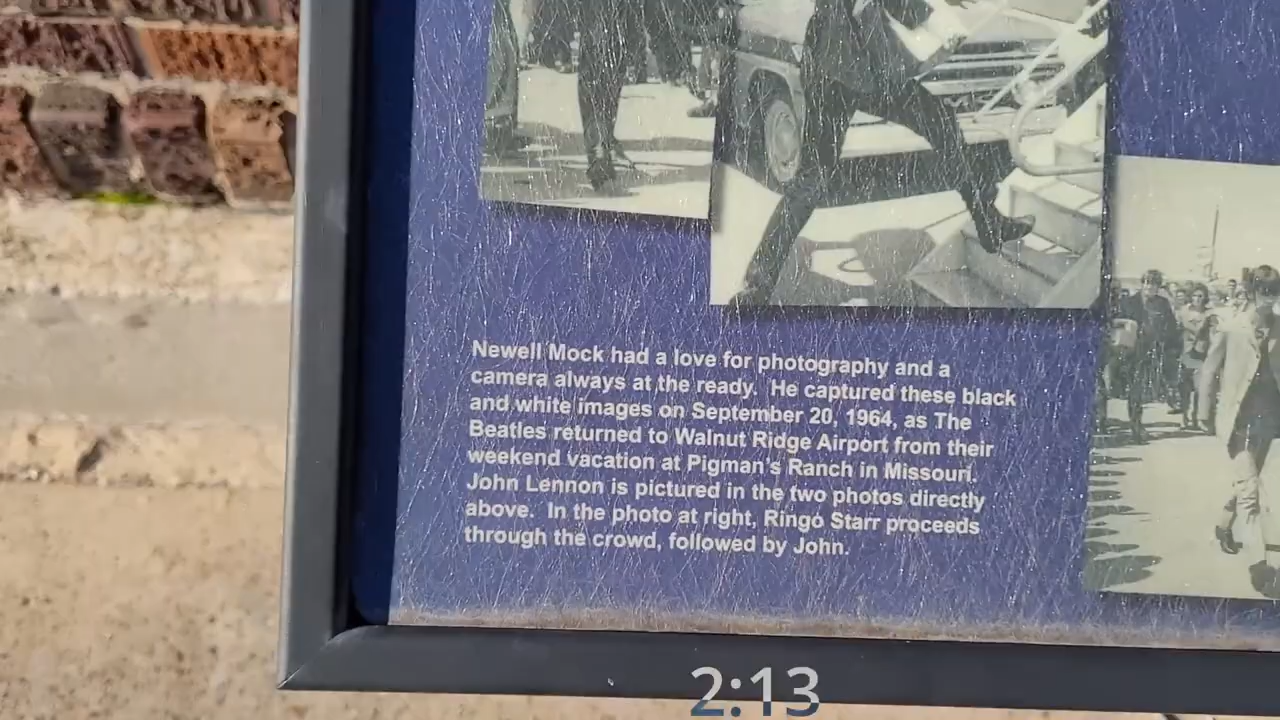 Newell Mock had a love for photography and a
camera always at the ready. He captured these black
and white images on September 20, 1964, as The
Beatles returned to Walnut Ridge Airport from their
weekend vacation at Pigman's Ranch in Missouri.
John Lennon is pictured in the two photos directly
above. In the photo at right, Ringo Starr proceeds
through the crowd, followed by John.
2:13